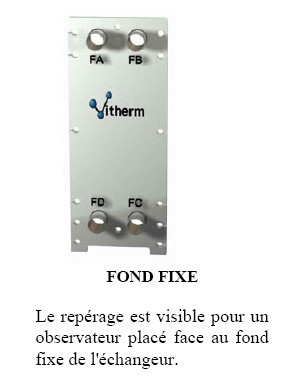 FA FB
Vitherm
FD FC
FOND FIXE
Le repérage est visible pour un
observateur placé face au fond
fixe de l'échangeur.